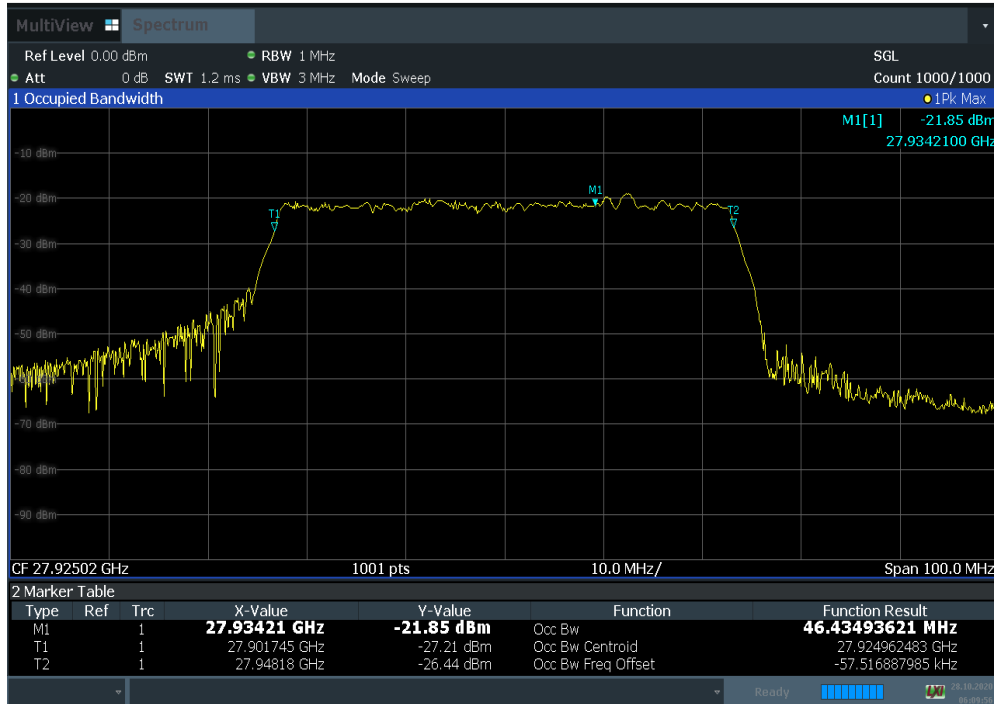 MultiView Spectrum
Ref Level 0.00 dBm RBW 1 MHz SGL
Att 0 dB SWT 1.2 ms VBW 3 MHz Mode Sweep Count 1000/1000
1 Occupied Bandwidth 1Pk Max
M1[1] -21.85 dBm
27.9342100 GHz
-10 dBm
M1
-20 dBm
T1 T2
-30 dBm
-40 dBm
-50 dBm
-70 dBm
-80 dBm
-90 dBm
CF 27.92502 GHz 1001 pts 10.0 MHz/ Span 100.0 MHz
2 Marker Table
Type Ref Trc X-Value Y-Value Function Function Result
M1 1 27.93421 GHz -21.85 dBm Occ Bw 46.43493621 MHz
T1 1 27.901745 GHz -27.21 dBm Occ Bw Centroid 27.924962483 GHz
T2 1 27.94818 GHz -26.44 dBm Occ Bw Freq Offset -57.516887985 kHz
Ready LXI 28.10.2020
06:09:56